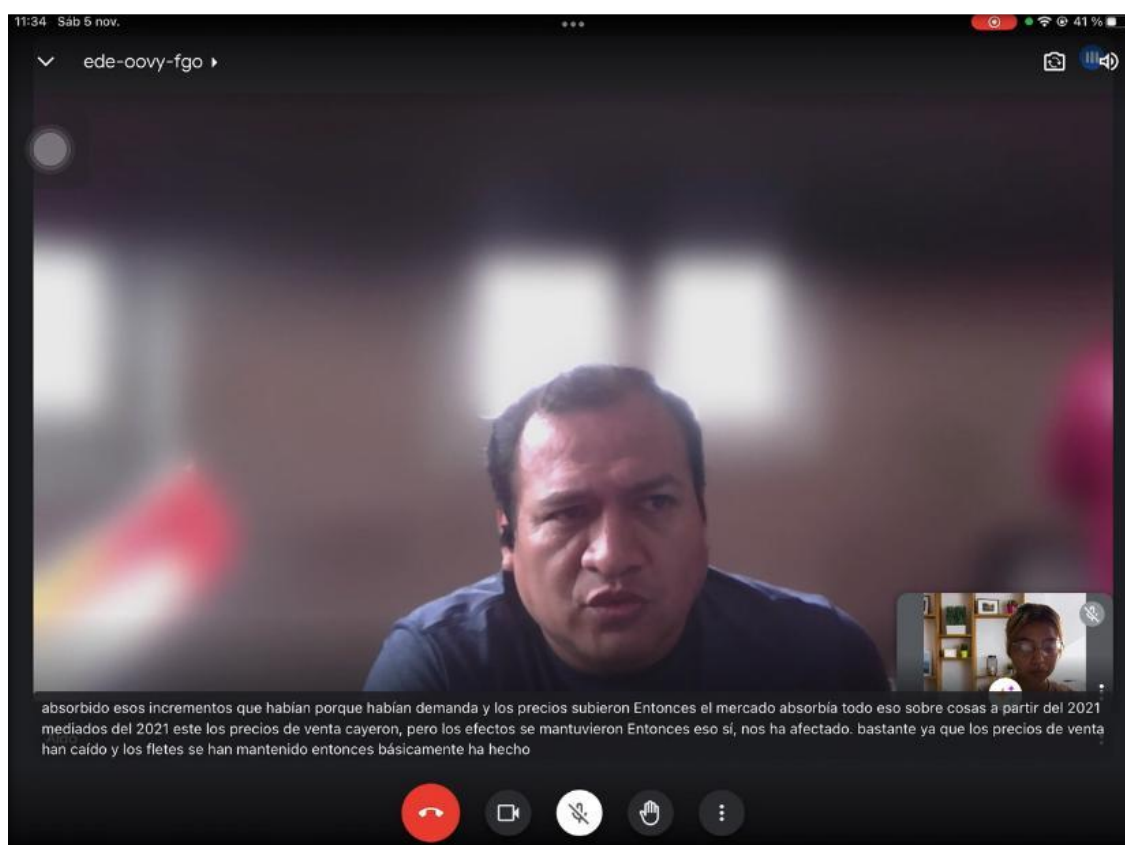 11:34 Sáb 5 nov.
41 %
ede-oovy-fgo
absorbido esos incrementos que habían porque habían demanda y los precios subieron Entonces el mercado absorbía todo eso sobre cosas a partir del 2021
mediados del 2021 este los precios de venta cayeron, pero los efectos se mantuvieron Entonces eso sí, nos ha afectado. bastante ya que los precios de venta
han caído y los fletes se han mantenido entonces básicamente ha hecho